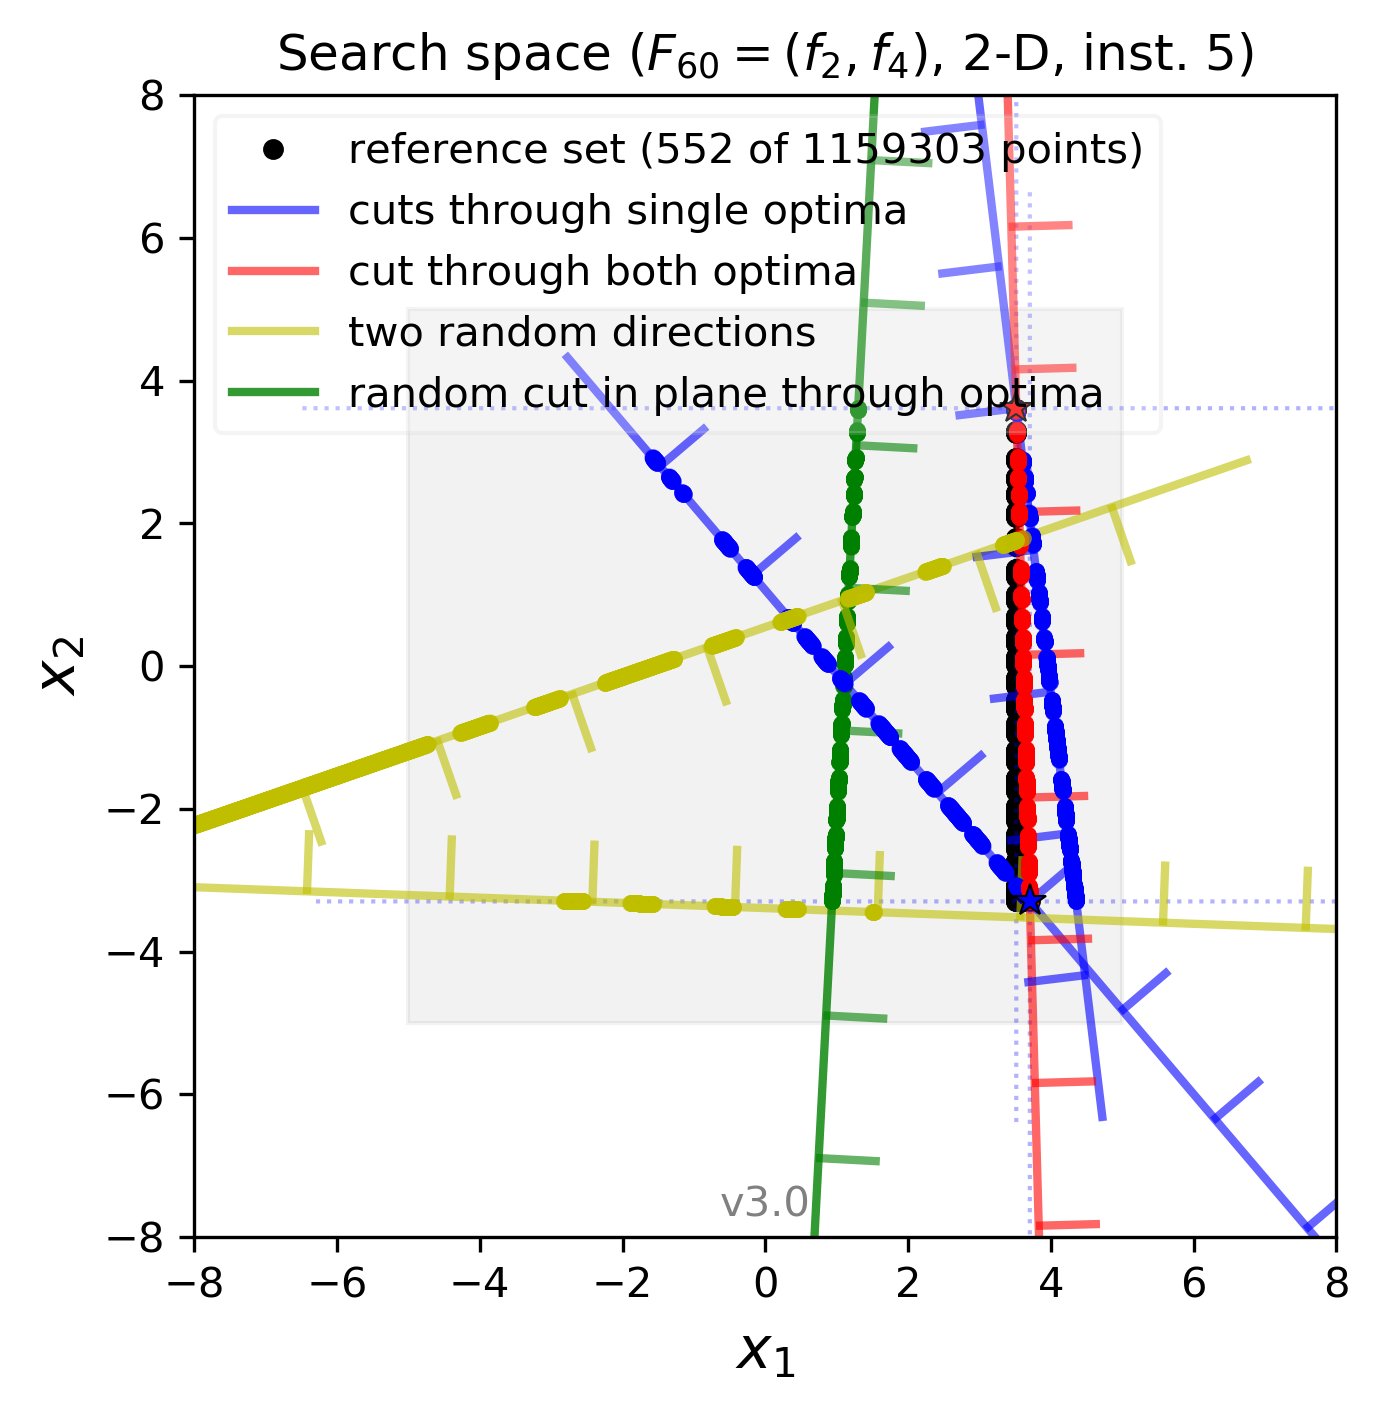 Search space (F₆₀ = (f₂, f₄), 2-D, inst. 5)
reference set (552 of 1159303 points)
cuts through single optima
cut through both optima
two random directions
random cut in plane through optima
8
6
4
2
0
−2
−4
−6
−8
x₂
v3.0
−8 −6 −4 −2 0 2 4 6 8
x₁